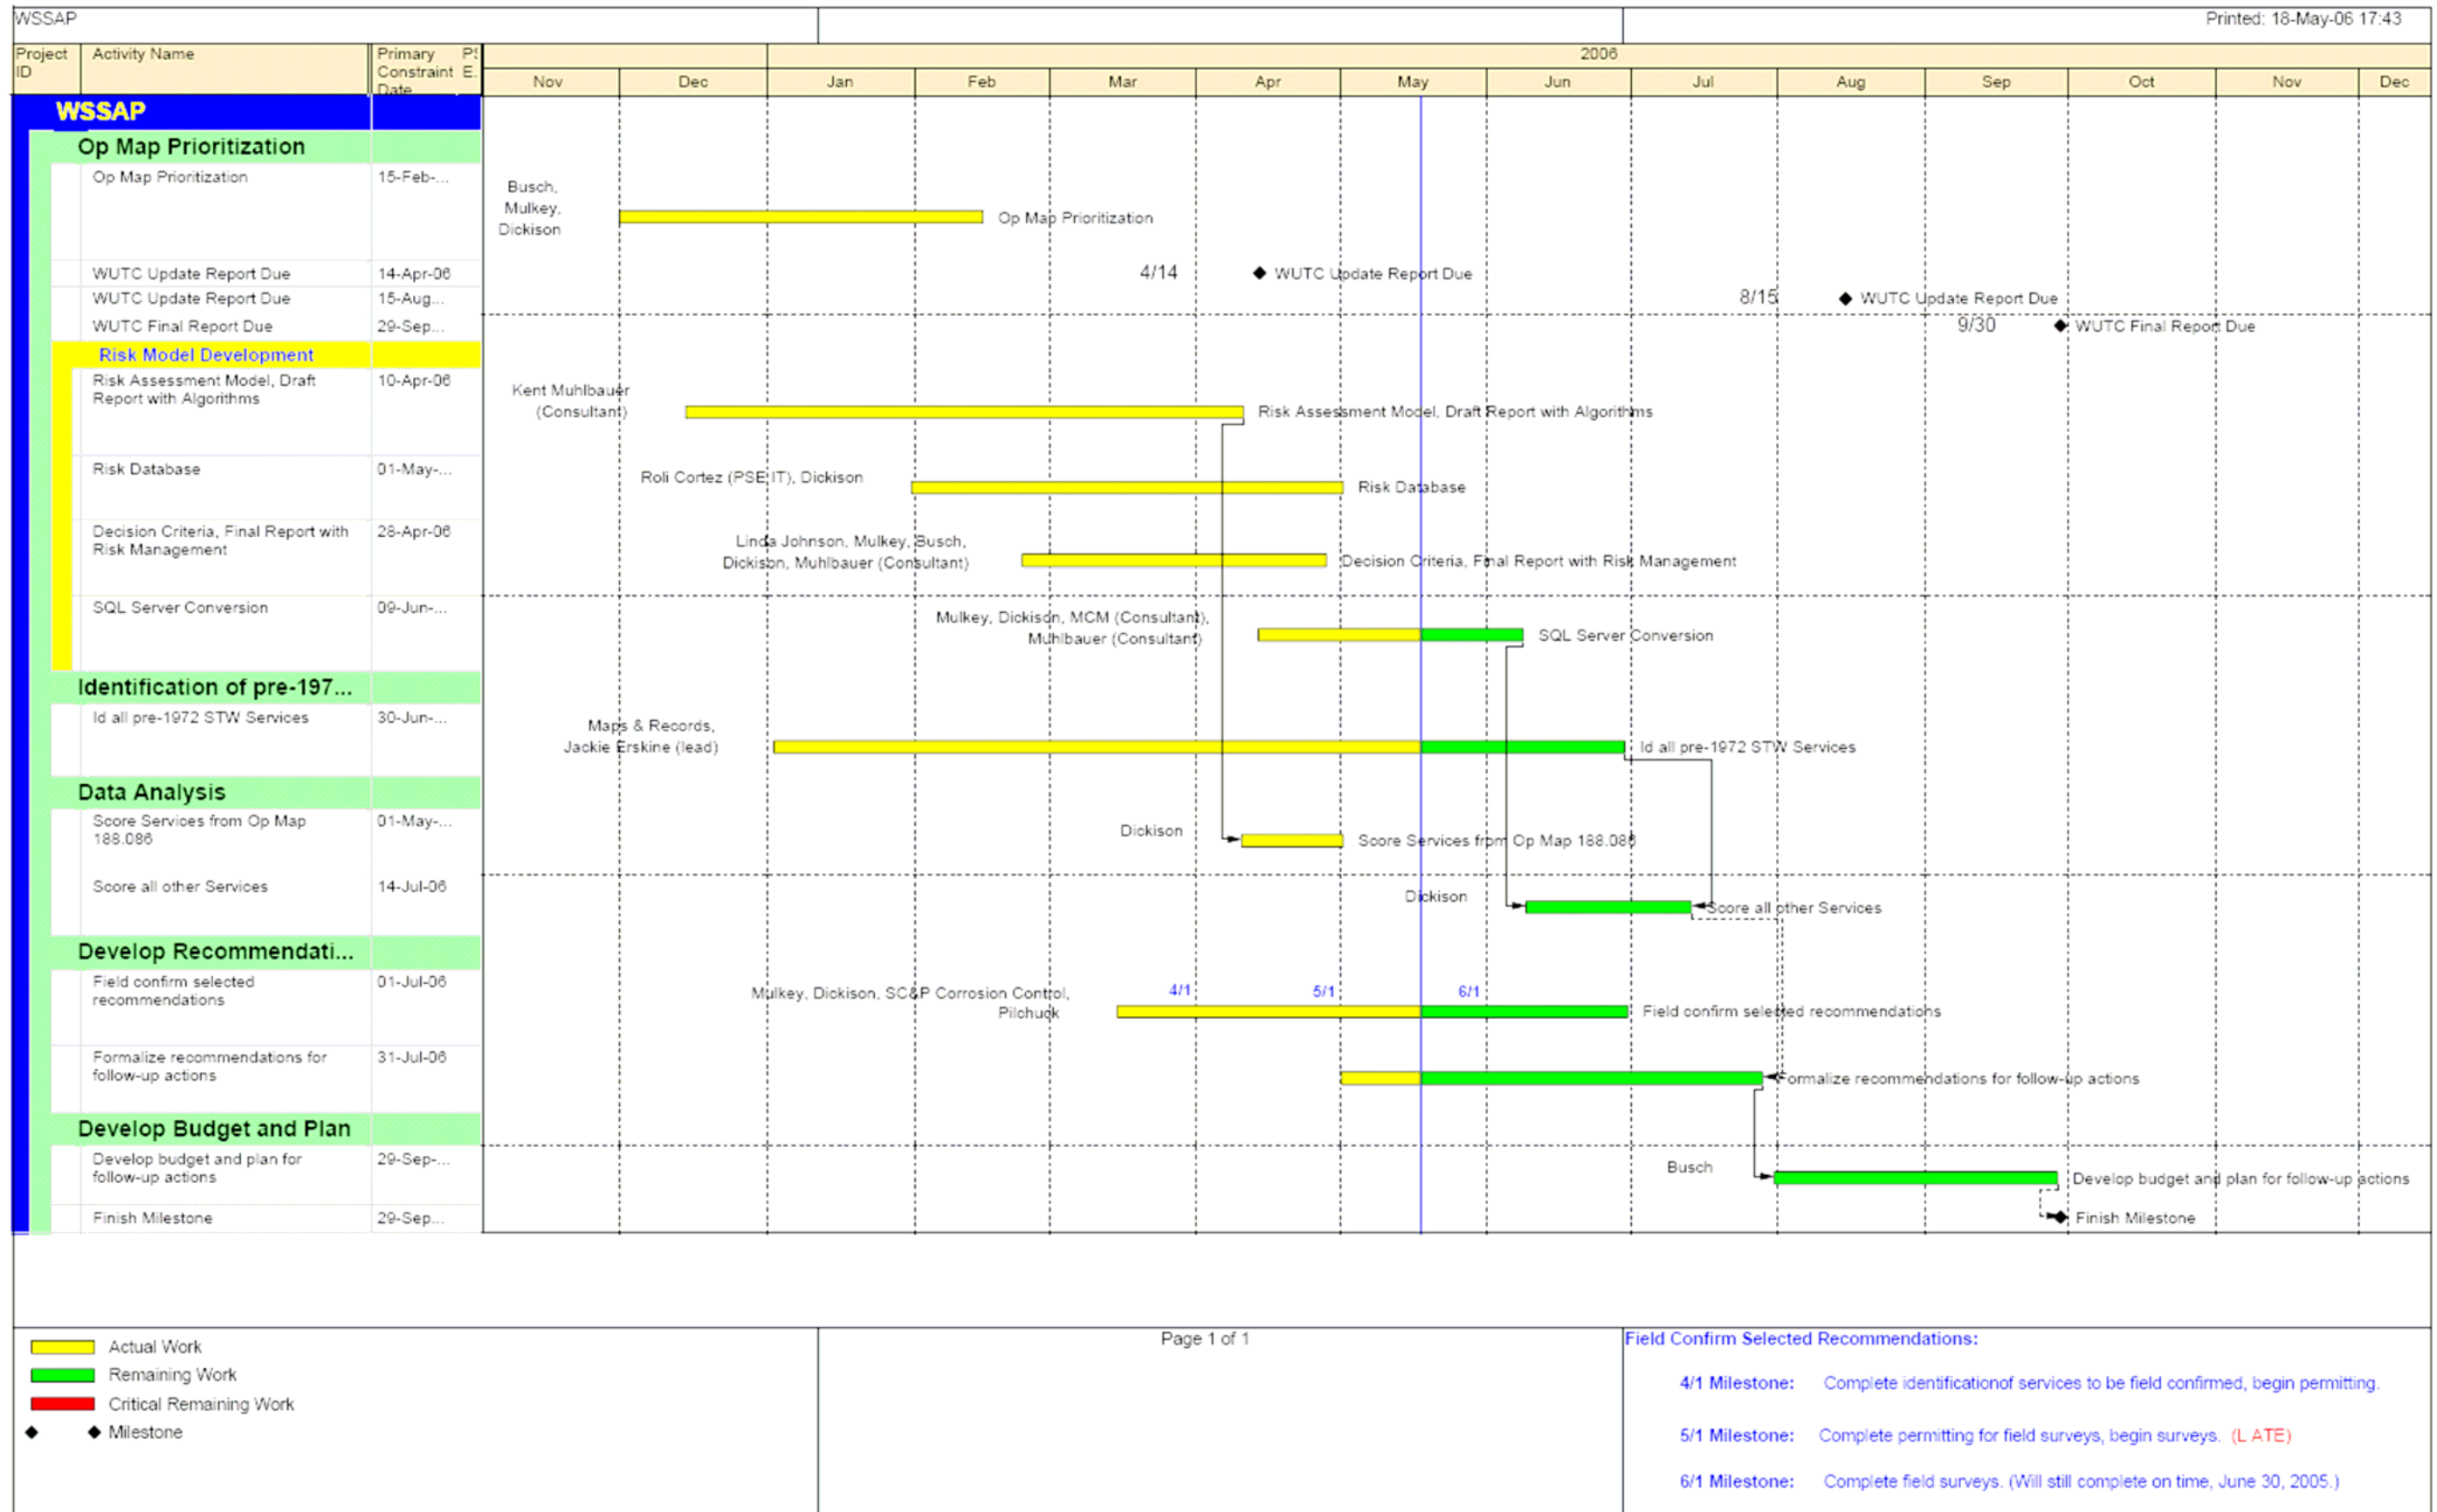 WSSAP
Printed: 18-May-06 17:43
Project
ID
Activity Name
Primary
Constraint
Date
E.
2006
Nov
Dec
Jan
Feb
Mar
Apr
May
Jun
Jul
Aug
Sep
Oct
Nov
Dec
WSSAP
Op Map Prioritization
Op Map Prioritization
15-Feb-...
Busch,
Mulkey,
Dickison
Op Map Prioritization
WUTC Update Report Due
14-Apr-06
4/14
WUTC Update Report Due
WUTC Update Report Due
15-Aug...
8/15
WUTC Update Report Due
WUTC Final Report Due
29-Sep...
9/30
WUTC Final Report Due
Risk Model Development
Risk Assessment Model, Draft
Report with Algorithms
10-Apr-06
Kent Muhlbauer
(Consultant)
Risk Assessment Model, Draft Report with Algorithms
Risk Database
01-May-...
Roli Cortez (PSE IT), Dickison
Risk Database
Decision Criteria, Final Report with
Risk Management
28-Apr-06
Linda Johnson, Mulkey, Busch,
Dickison, Muhlbauer (Consultant)
Decision Criteria, Final Report with Risk Management
SQL Server Conversion
09-Jun-...
Mulkey, Dickison, MCM (Consultant),
Muhlbauer (Consultant)
SQL Server Conversion
Identification of pre-197...
Id all pre-1972 STW Services
30-Jun-...
Maps & Records,
Jackie Erskine (lead)
Id all pre-1972 STW Services
Data Analysis
Score Services from Op Map
188.086
01-May-...
Dickison
Score Services from Op Map 188.086
Score all other Services
14-Jul-06
Dickison
Score all other Services
Develop Recommendati...
Field confirm selected
recommendations
01-Jul-06
Mulkey, Dickison, SC&P Corrosion Control,
Pilchuck
4/1
5/1
6/1
Field confirm selected recommendations
Formalize recommendations for
follow-up actions
31-Jul-06
Formalize recommendations for follow-up actions
Develop Budget and Plan
Develop budget and plan for
follow-up actions
29-Sep-...
Busch
Develop budget and plan for follow-up actions
Finish Milestone
29-Sep...
Finish Milestone
Actual Work
Remaining Work
Critical Remaining Work
Milestone
Page 1 of 1
Field Confirm Selected Recommendations:
4/1 Milestone: Complete identificationof services to be field confirmed, begin permitting.
5/1 Milestone: Complete permitting for field surveys, begin surveys. (L ATE)
6/1 Milestone: Complete field surveys. (Will still complete on time, June 30, 2005.)